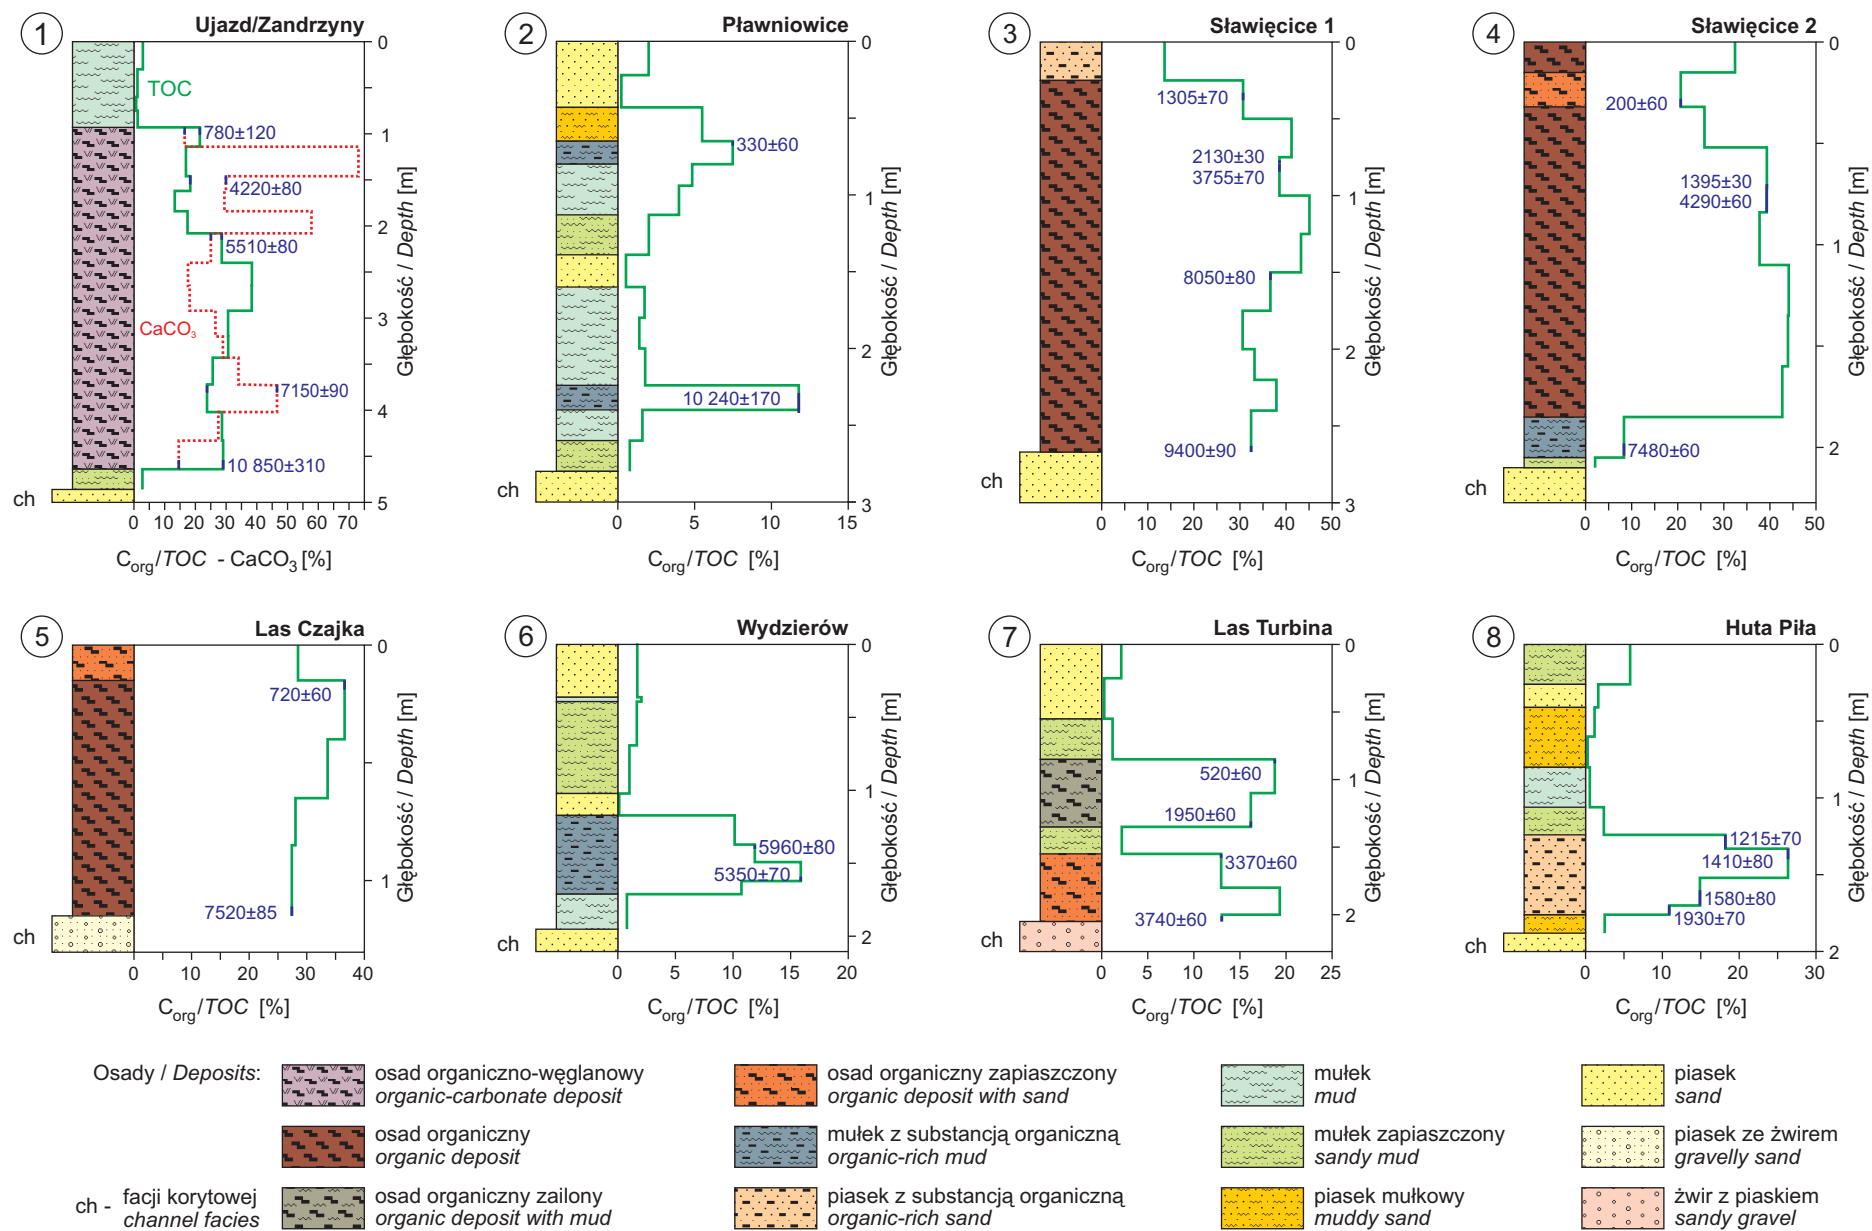 1 Ujazd/Zandrzyny
TOC
780±120
4220±80
5510±80
CaCO3
7150±90
10 850±310
ch
0 1 2 3 4 5
Głębokość / Depth [m]
0 10 20 30 40 50 60 70 75
Corg/TOC - CaCO3 [%]
2 Pławniowice
330±60
10 240±170
ch
0 1 2 3
Głębokość / Depth [m]
0 5 10 15
Corg/TOC [%]
3 Sławięcice 1
1305±70
2130±30
3755±70
8050±80
9400±90
ch
0 1 2 3
Głębokość / Depth [m]
0 10 20 30 40 50
Corg/TOC [%]
4 Sławięcice 2
200±60
1395±30
4290±60
7480±60
ch
0 1 2
Głębokość / Depth [m]
0 10 20 30 40 50
Corg/TOC [%]
5 Las Czajka
720±60
7520±85
ch
0 1
Głębokość / Depth [m]
0 10 20 30 40
Corg/TOC [%]
6 Wydzierów
5960±80
5350±70
ch
0 1 2
Głębokość / Depth [m]
0 5 10 15 20
Corg/TOC [%]
7 Las Turbina
520±60
1950±60
3370±60
3740±60
ch
0 1 2
Głębokość / Depth [m]
0 5 10 15 20 25
Corg/TOC [%]
8 Huta Piła
1215±70
1410±80
1580±80
1930±70
ch
0 1 2
Głębokość / Depth [m]
0 10 20 30
Corg/TOC [%]
Osady / Deposits:
osad organiczno-węglanowy
organic-carbonate deposit
osad organiczny
organic deposit
ch - facji korytowej
channel facies
osad organiczny zailony
organic deposit with mud
osad organiczny zapiaszczony
organic deposit with sand
mułek z substancją organiczną
organic-rich mud
piasek z substancją organiczną
organic-rich sand
mułek
mud
mułek zapiaszczony
sandy mud
piasek mułkowy
muddy sand
piasek
sand
piasek ze żwirem
gravelly sand
żwir z piaskiem
sandy gravel